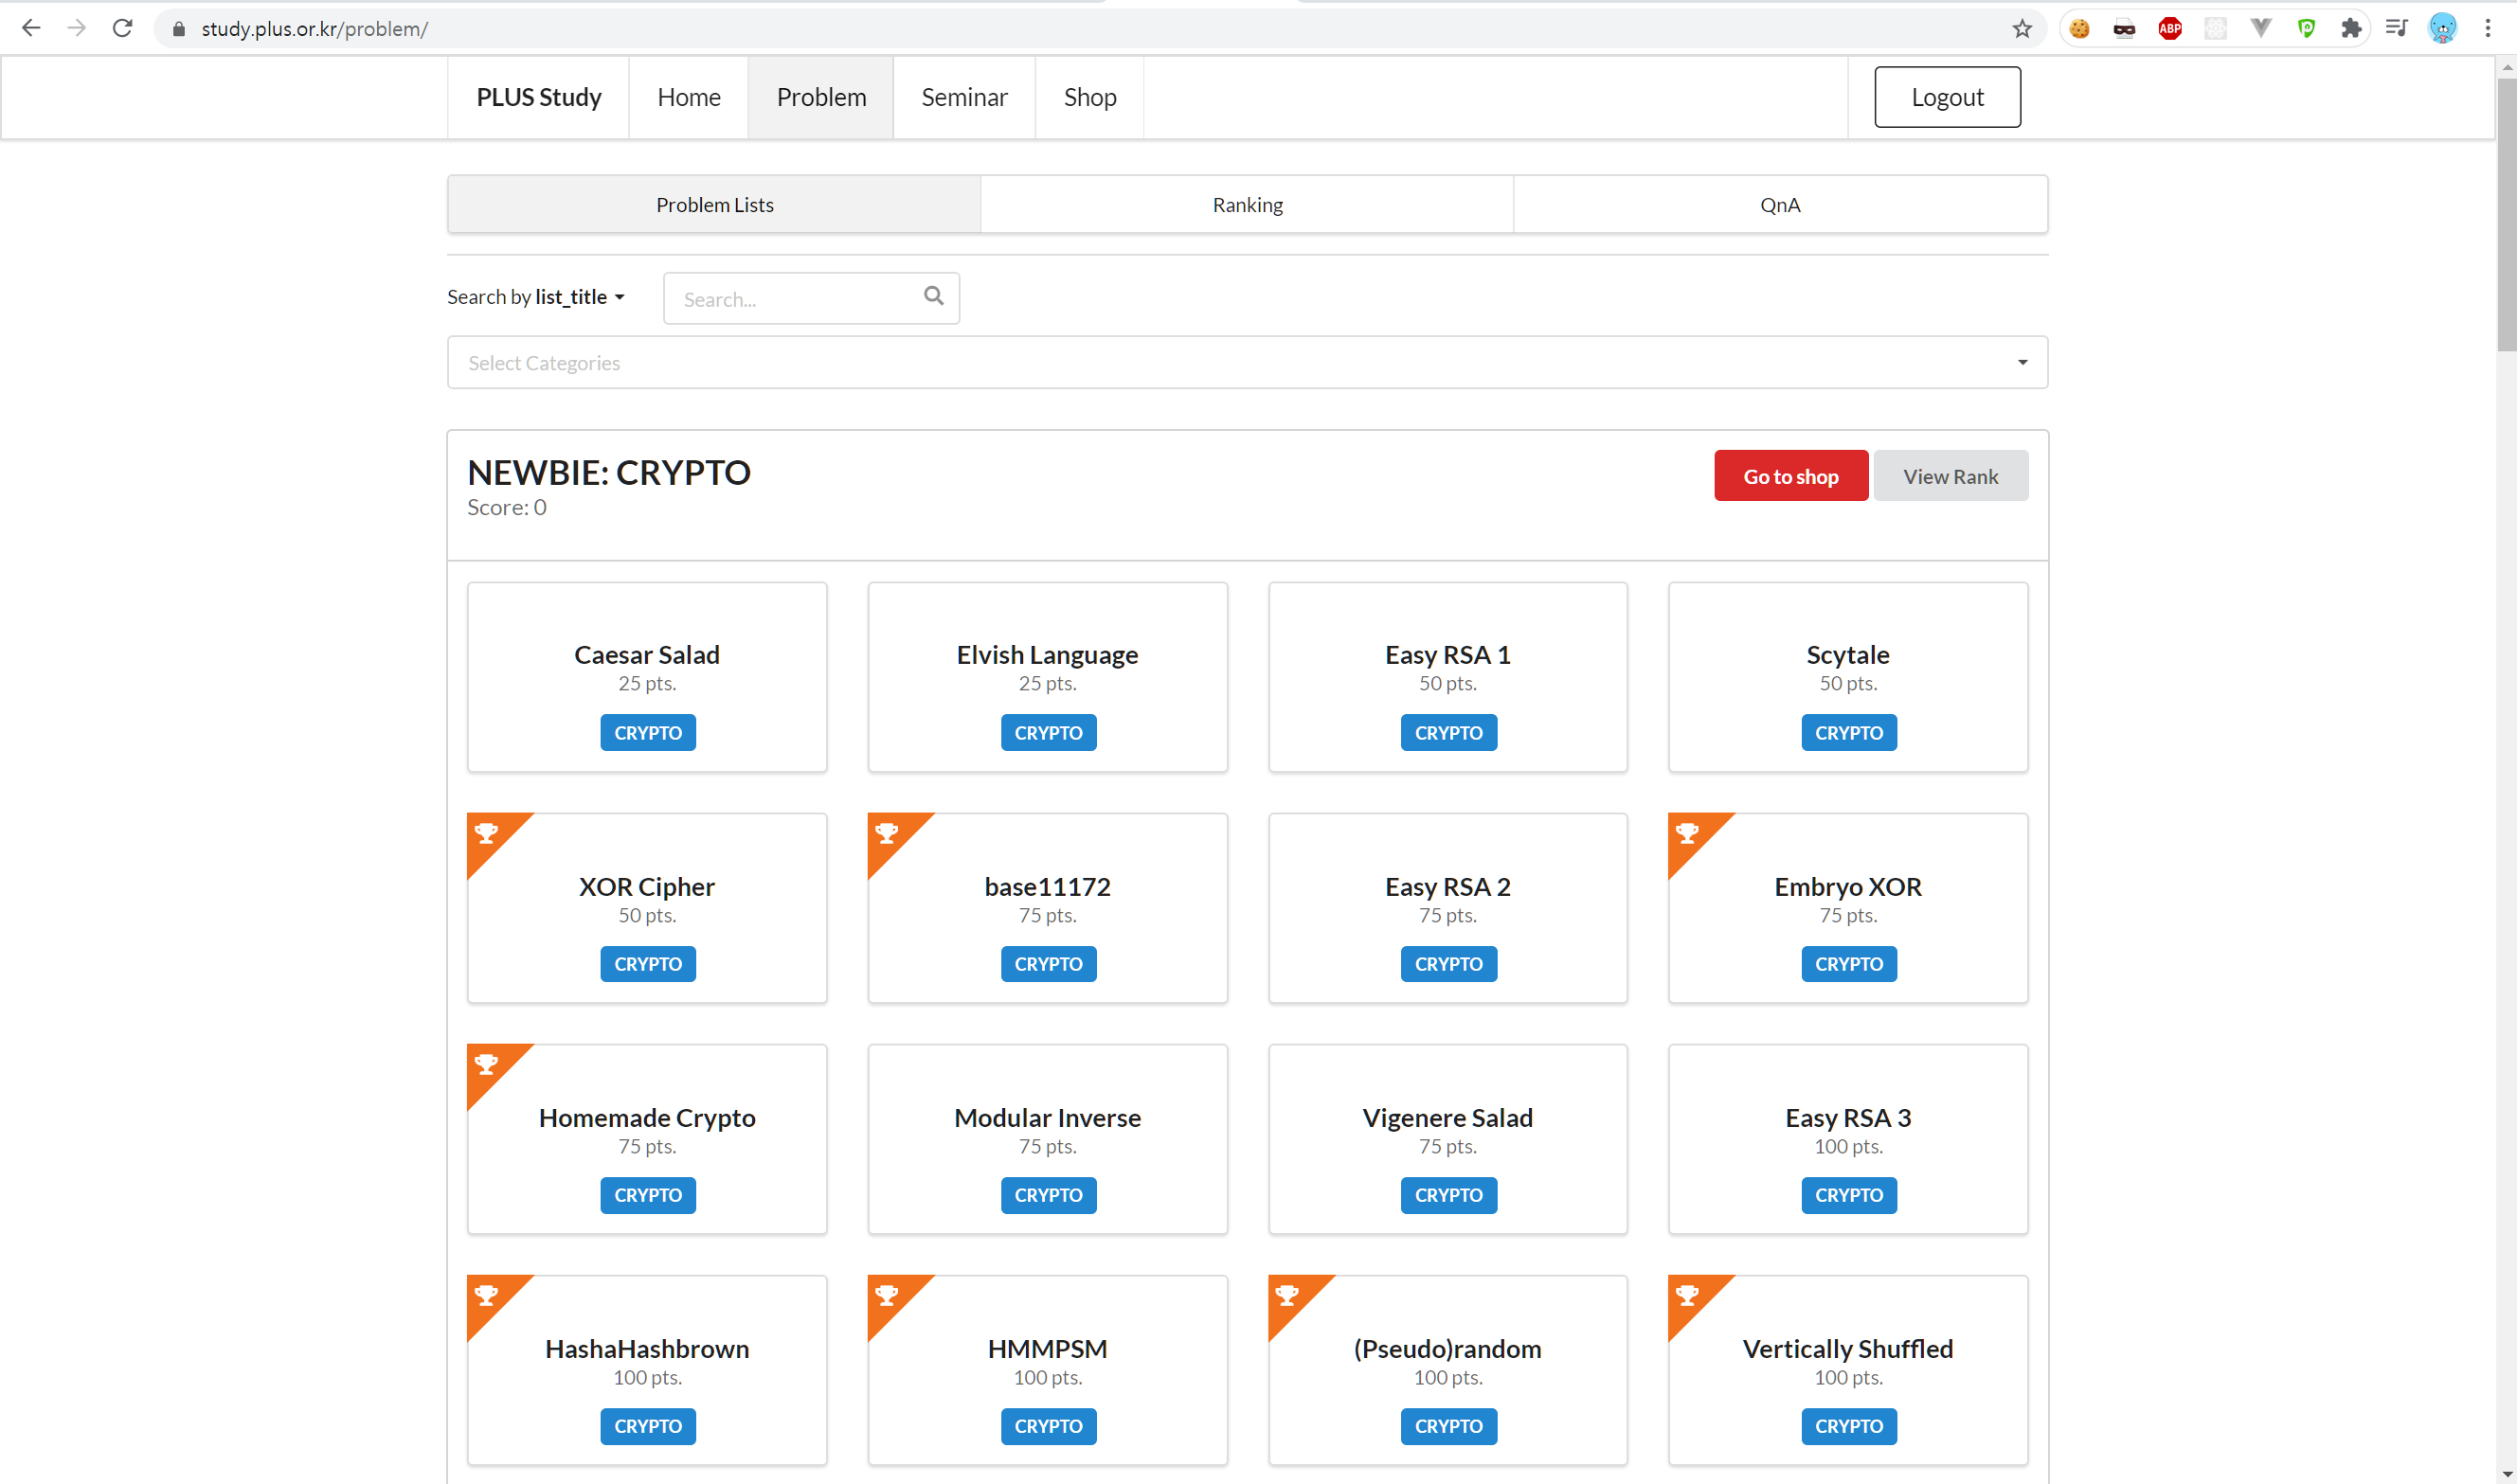 study.plus.or.kr/problem/
ABP
PLUS Study
Home
Problem
Seminar
Shop
Logout
Problem Lists
Ranking
QnA
Search by list_title
Search...
Select Categories
NEWBIE: CRYPTO
Score: 0
Go to shop
View Rank
Caesar Salad
25 pts.
CRYPTO
Elvish Language
25 pts.
CRYPTO
Easy RSA 1
50 pts.
CRYPTO
Scytale
50 pts.
CRYPTO
XOR Cipher
50 pts.
CRYPTO
base11172
75 pts.
CRYPTO
Easy RSA 2
75 pts.
CRYPTO
Embryo XOR
75 pts.
CRYPTO
Homemade Crypto
75 pts.
CRYPTO
Modular Inverse
75 pts.
CRYPTO
Vigenere Salad
75 pts.
CRYPTO
Easy RSA 3
100 pts.
CRYPTO
HashaHashbrown
100 pts.
CRYPTO
HMMPSM
100 pts.
CRYPTO
(Pseudo)random
100 pts.
CRYPTO
Vertically Shuffled
100 pts.
CRYPTO